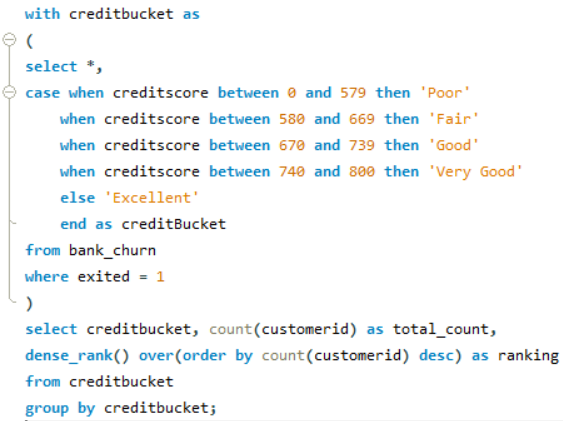 with creditbucket as
(
select *,
case when creditscore between 0 and 579 then 'Poor'
when creditscore between 580 and 669 then 'Fair'
when creditscore between 670 and 739 then 'Good'
when creditscore between 740 and 800 then 'Very Good'
else 'Excellent'
end as creditBucket
from bank_churn
where exited = 1
)
select creditbucket, count(customerid) as total_count,
dense_rank() over(order by count(customerid) desc) as ranking
from creditbucket
group by creditbucket;